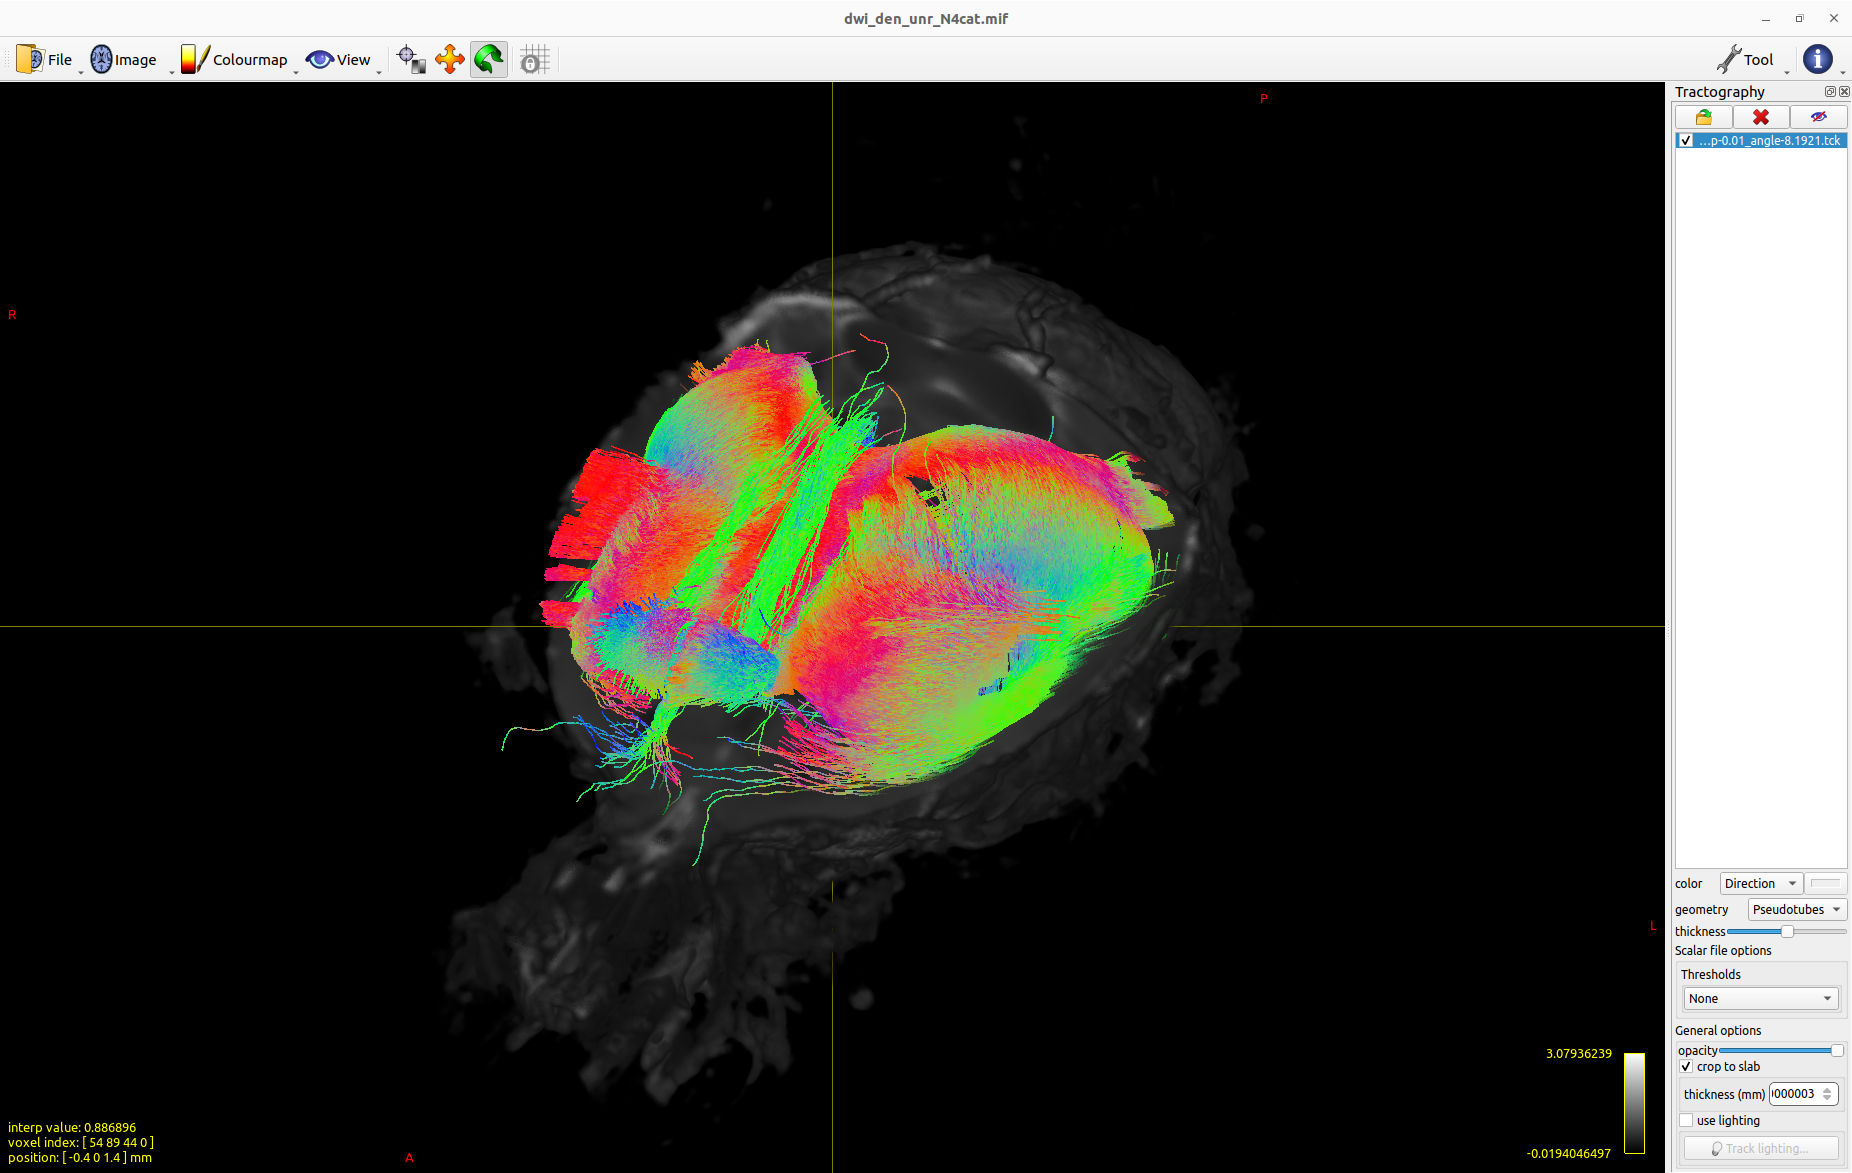 dwi_den_unr_N4cat.mif
File Image Colourmap View Tool
Tractography
...p-0.01_angle-8.1921.tck
P
R
L
A
color Direction
geometry Pseudotubes
thickness
Scalar file options
Thresholds
None
General options
opacity
crop to slab
thickness (mm) 000003
use lighting
Track lighting...
3.07936239
-0.0194046497
interp value: 0.886896
voxel index: [ 54 89 44 0 ]
position: [ -0.4 0 1.4 ] mm